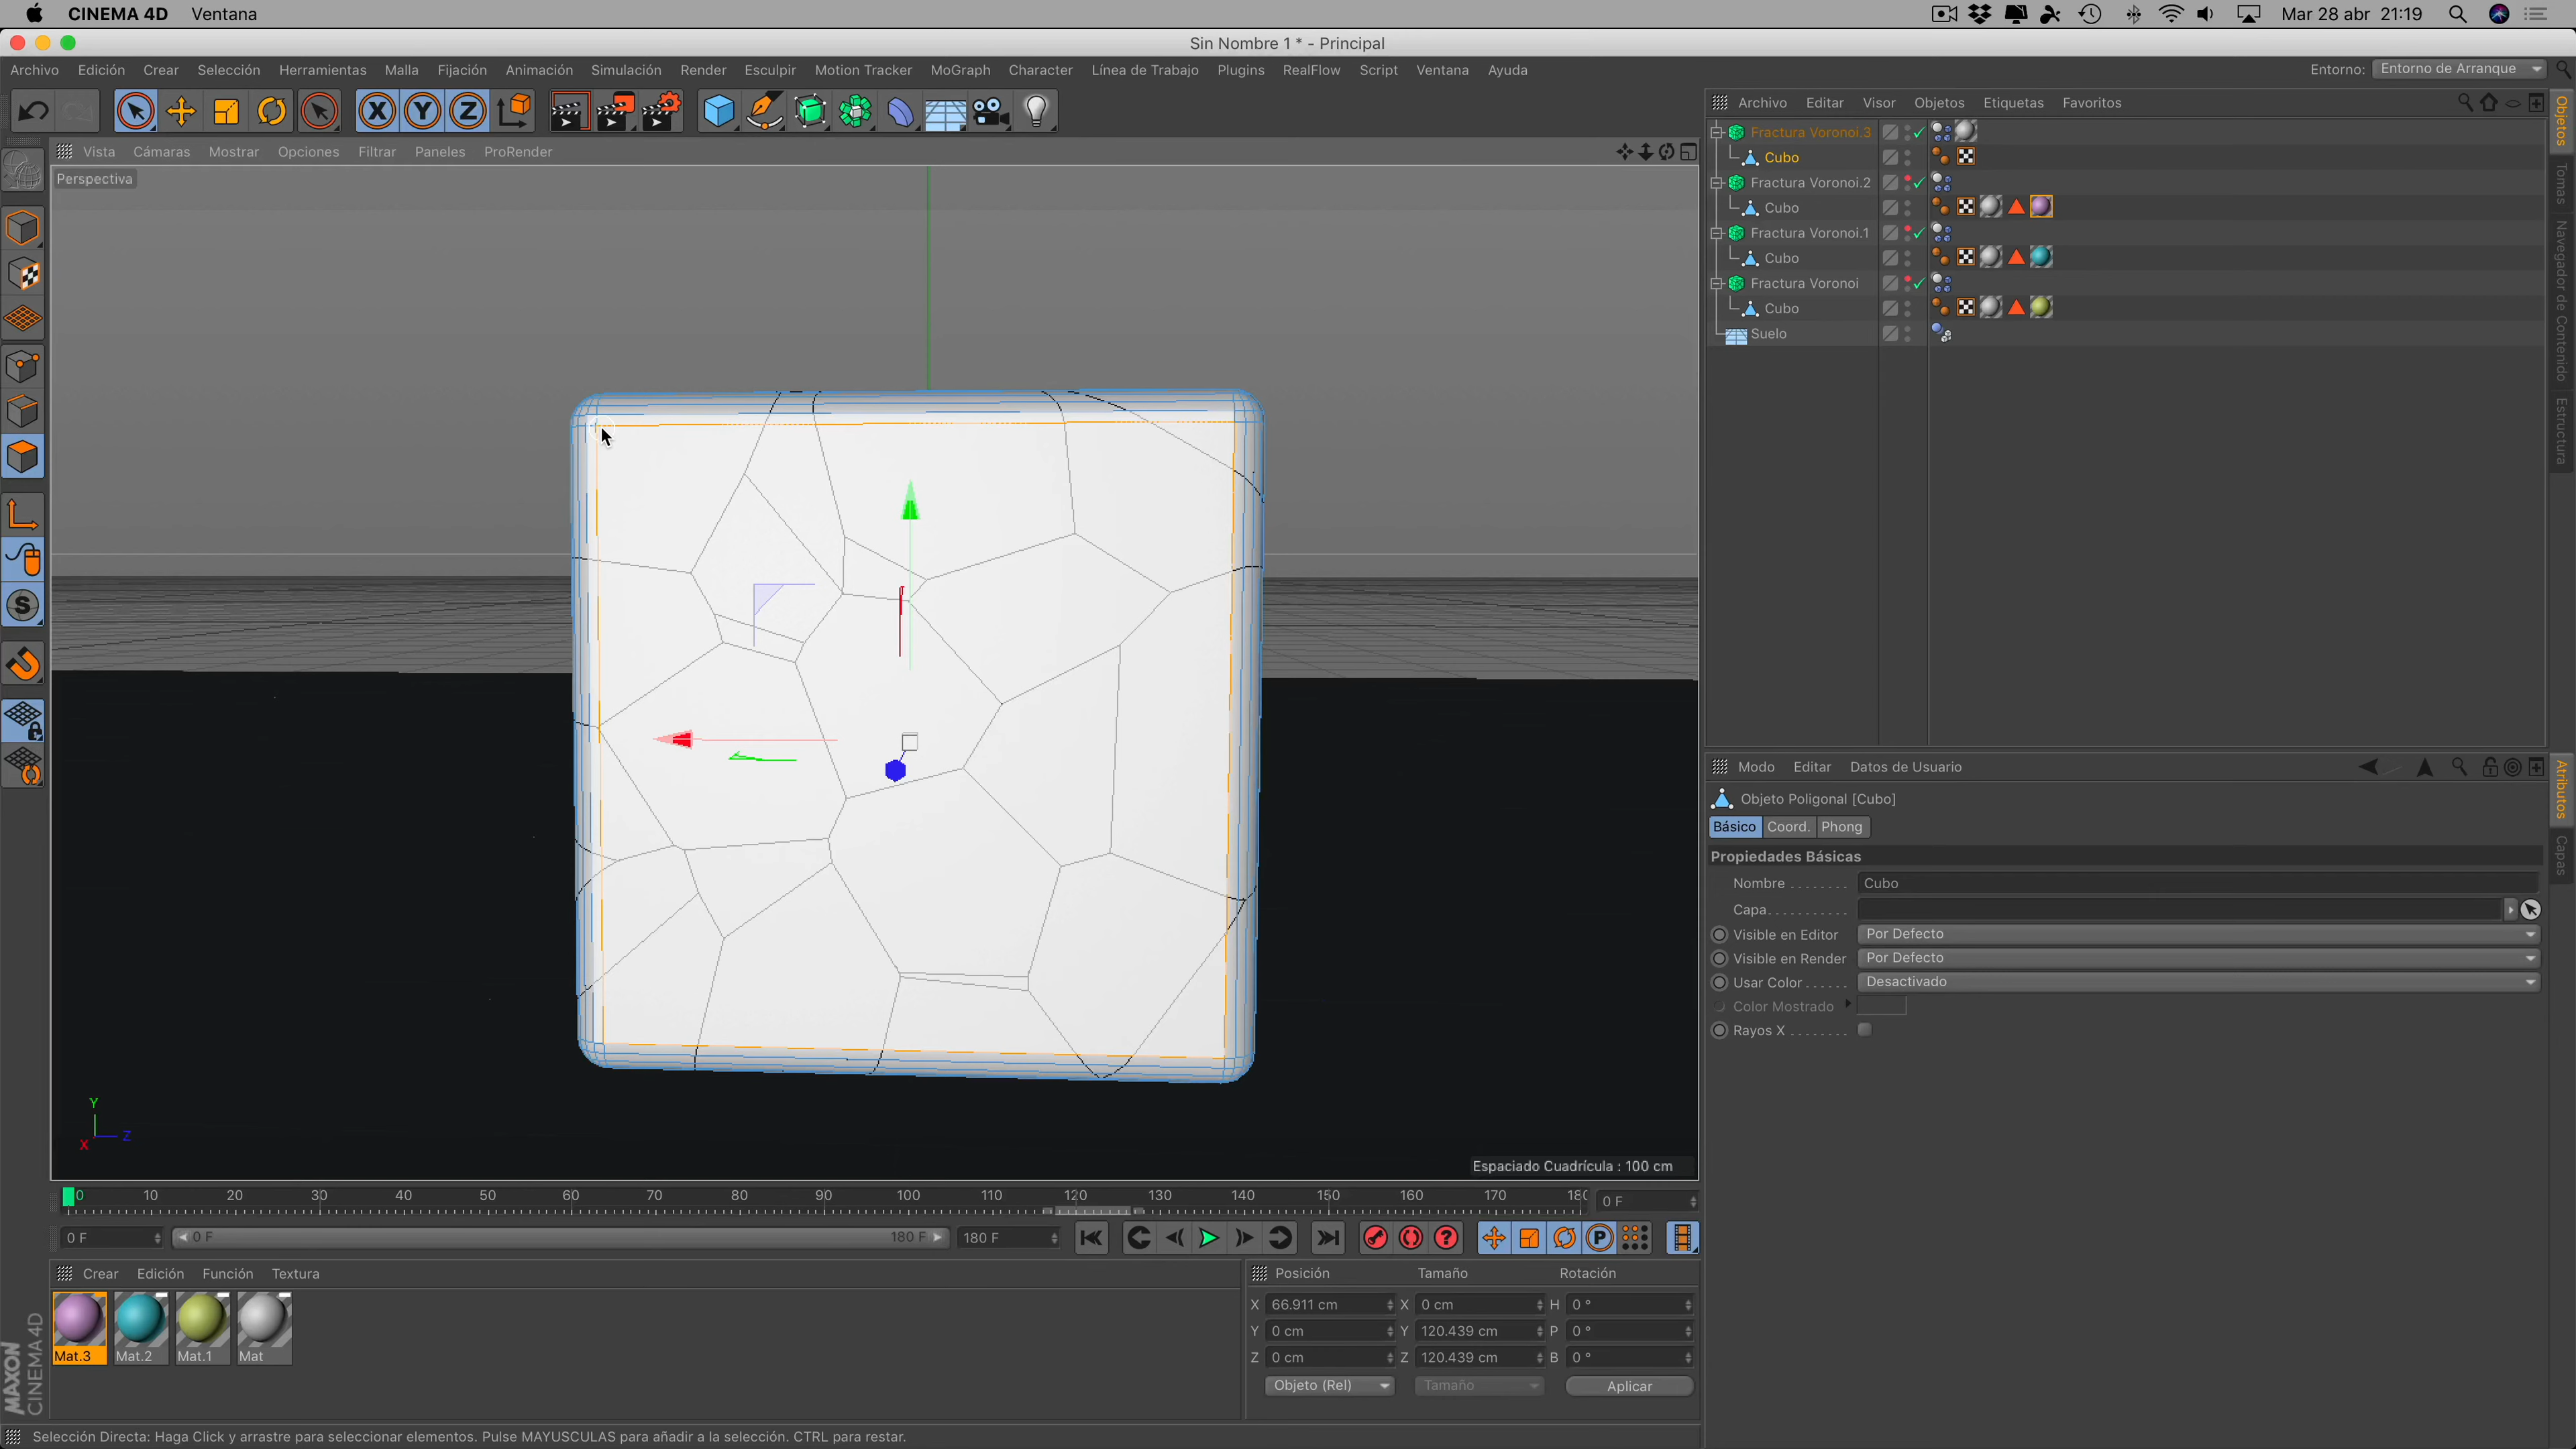 CINEMA 4D Ventana Mar 28 abr 21:19
Sin Nombre 1 * - Principal
Archivo Edición Crear Selección Herramientas Malla Fijación Animación Simulación Render Esculpir Motion Tracker MoGraph Character Línea de Trabajo Plugins RealFlow Script Ventana Ayuda Entorno: Entorno de Arranque
X Y Z
Vista Cámaras Mostrar Opciones Filtrar Paneles ProRender
Perspectiva
Y
X Z
Espaciado Cuadrícula : 100 cm
0 10 20 30 40 50 60 70 80 90 100 110 120 130 140 150 160 170 180 0 F
0 F 0 F 180 F 180 F
Crear Edición Función Textura
Mat.3 Mat.2 Mat.1 Mat
MAXON
CINEMA 4D
Posición Tamaño Rotación
X 66.911 cm X 0 cm H 0 °
Y 0 cm Y 120.439 cm P 0 °
Z 0 cm Z 120.439 cm B 0 °
Objeto (Rel) Tamaño Aplicar
Selección Directa: Haga Click y arrastre para seleccionar elementos. Pulse MAYUSCULAS para añadir a la selección. CTRL para restar.
Archivo Editar Visor Objetos Etiquetas Favoritos
Fractura Voronoi.3
Cubo
Fractura Voronoi.2
Cubo
Fractura Voronoi.1
Cubo
Fractura Voronoi
Cubo
Suelo
Objetos
Tomas
Navegador de Contenido
Estructura
Modo Editar Datos de Usuario
Objeto Poligonal [Cubo]
Básico Coord. Phong
Propiedades Básicas
Nombre . . . . . . . . Cubo
Capa. . . . . . . . . . .
Visible en Editor Por Defecto
Visible en Render Por Defecto
Usar Color . . . . . . Desactivado
Color Mostrado
Rayos X . . . . . . . .
Atributos
Capas